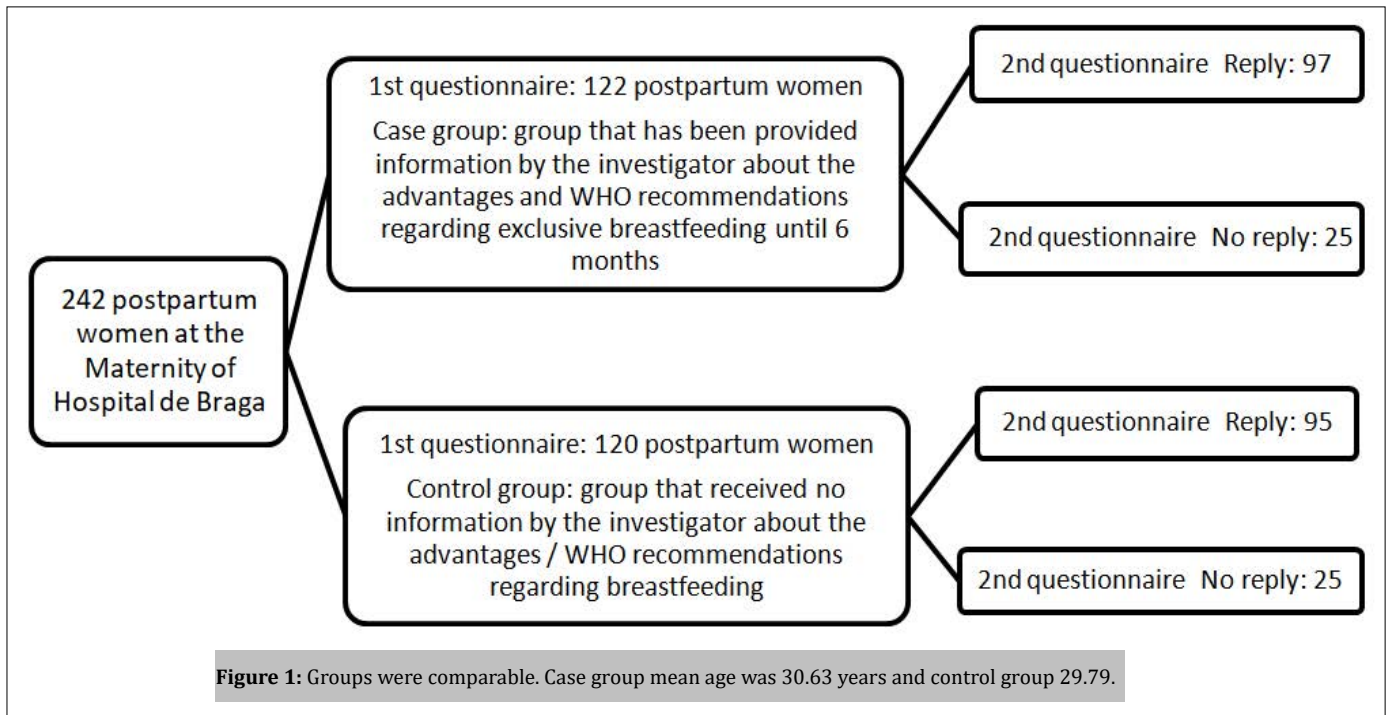 242 postpartum
women at the
Maternity of
Hospital de Braga
1st questionnaire: 122 postpartum women
Case group: group that has been provided
information by the investigator about the
advantages and WHO recommendations
regarding exclusive breastfeeding until 6
months
2nd questionnaire Reply: 97
2nd questionnaire No reply: 25
1st questionnaire: 120 postpartum women
Control group: group that received no
information by the investigator about the
advantages / WHO recommendations
regarding breastfeeding
2nd questionnaire Reply: 95
2nd questionnaire No reply: 25
Figure 1: Groups were comparable. Case group mean age was 30.63 years and control group 29.79.